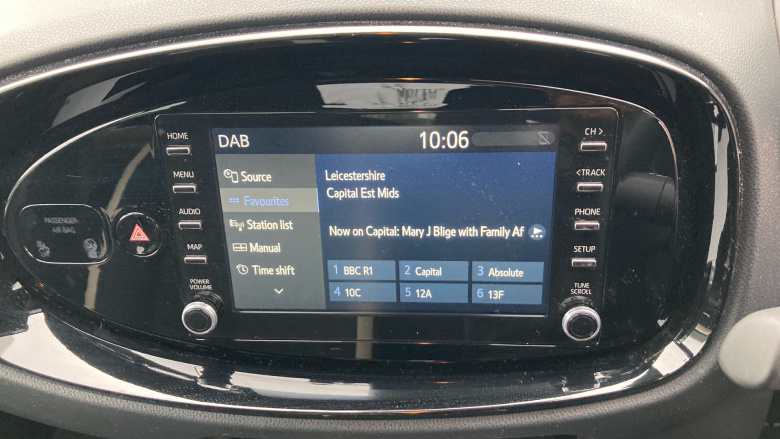 PASSENGER
AIR BAG
HOME
MENU
AUDIO
MAP
POWER
VOLUME
DAB
10:06
Source
Favourites
Station list
Manual
Time shift
Leicestershire
Capital Est Mids
Now on Capital: Mary J Blige with Family Af
1 BBC R1
2 Capital
3 Absolute
4 10C
5 12A
6 13F
CH >
< TRACK
PHONE
SETUP
TUNE
SCROLL